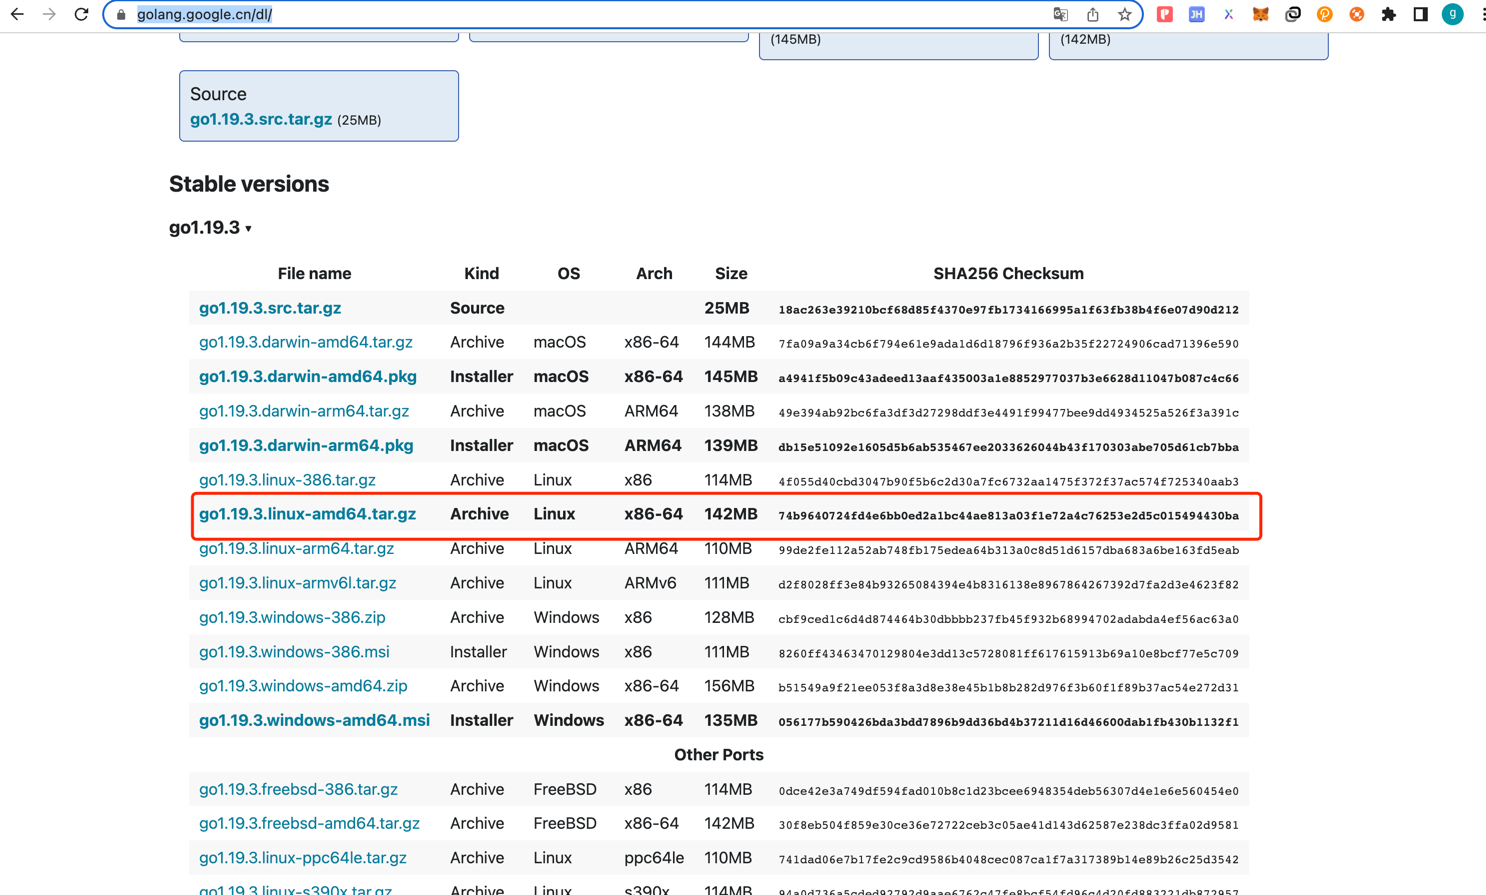 golang.google.cn/dl/
(145MB) (142MB)
Source
go1.19.3.src.tar.gz (25MB)
Stable versions
go1.19.3 ▾
File name Kind OS Arch Size SHA256 Checksum
go1.19.3.src.tar.gz Source 25MB 18ac263e39210bcf68d85f4370e97fb1734166995a1f63fb38b4f6e07d90d212
go1.19.3.darwin-amd64.tar.gz Archive macOS x86-64 144MB 7fa09a9a34cb6f794e61e9ada1d6d18796f936a2b35f22724906cad71396e590
go1.19.3.darwin-amd64.pkg Installer macOS x86-64 145MB a4941f5b09c43adeed13aaf435003a1e8852977037b3e6628d11047b087c4c66
go1.19.3.darwin-arm64.tar.gz Archive macOS ARM64 138MB 49e394ab92bc6fa3df3d27298ddf3e4491f99477bee9dd4934525a526f3a391c
go1.19.3.darwin-arm64.pkg Installer macOS ARM64 139MB db15e51092e1605d5b6ab535467ee2033626044b43f170303abe705d61cb7bba
go1.19.3.linux-386.tar.gz Archive Linux x86 114MB 4f055d40cbd3047b90f5b6c2d30a7fc6732aa1475f372f37ac574f725340aab3
go1.19.3.linux-amd64.tar.gz Archive Linux x86-64 142MB 74b9640724fd4e6bb0ed2a1bc44ae813a03f1e72a4c76253e2d5c015494430ba
go1.19.3.linux-arm64.tar.gz Archive Linux ARM64 110MB 99de2fe112a52ab748fb175edea64b313a0c8d51d6157dba683a6be163fd5eab
go1.19.3.linux-armv6l.tar.gz Archive Linux ARMv6 111MB d2f8028ff3e84b93265084394e4b8316138e8967864267392d7fa2d3e4623f82
go1.19.3.windows-386.zip Archive Windows x86 128MB cbf9ced1c6d4d874464b30dbbbb237fb45f932b68994702adabda4ef56ac63a0
go1.19.3.windows-386.msi Installer Windows x86 111MB 8260ff43463470129804e3dd13c5728081ff617615913b69a10e8bcf77e5c709
go1.19.3.windows-amd64.zip Archive Windows x86-64 156MB b51549a9f21ee053f8a3d8e38e45b1b8b282d976f3b60f1f89b37ac54e272d31
go1.19.3.windows-amd64.msi Installer Windows x86-64 135MB 056177b590426bda3bdd7896b9dd36bd4b37211d16d46600dab1fb430b1132f1
Other Ports
go1.19.3.freebsd-386.tar.gz Archive FreeBSD x86 114MB 0dce42e3a749df594fad010b8c1d23bcee6948354deb56307d4e1e6e560454e0
go1.19.3.freebsd-amd64.tar.gz Archive FreeBSD x86-64 142MB 30f8eb504f859e30ce36e72722ceb3c05ae41d143d62587e238dc3ffa02d9581
go1.19.3.linux-ppc64le.tar.gz Archive Linux ppc64le 110MB 741dad06e7b17fe2c9cd9586b4048cec087ca1f7a317389b14e89b26c25d3542
go1.19.3.linux-s390x.tar.gz Archive Linux s390x 114MB